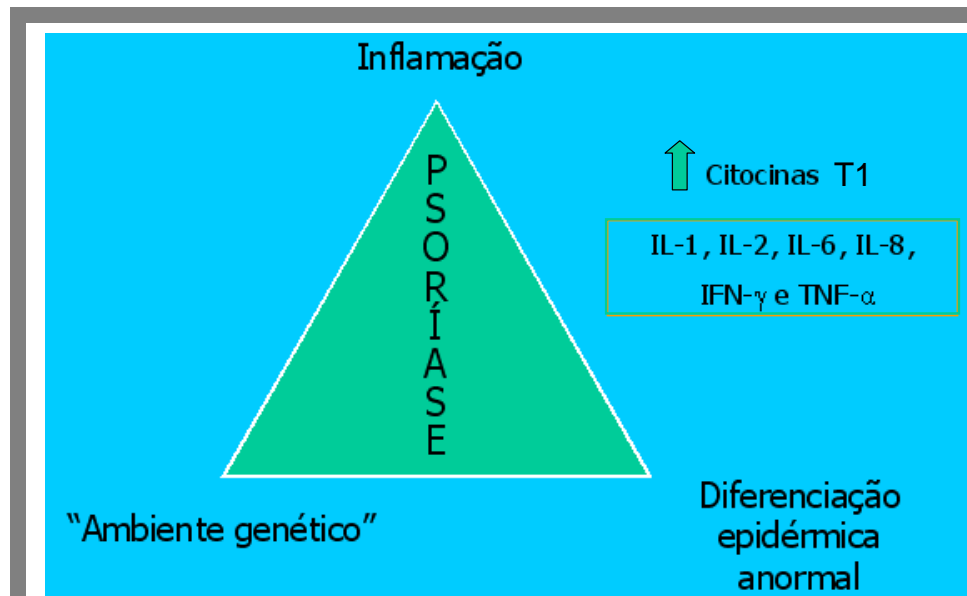 Inflamação
PSORÍASE
Citocinas T1
IL-1, IL-2, IL-6, IL-8,
IFN-γ e TNF-α
“Ambiente genético”
Diferenciação
epidérmica
anormal